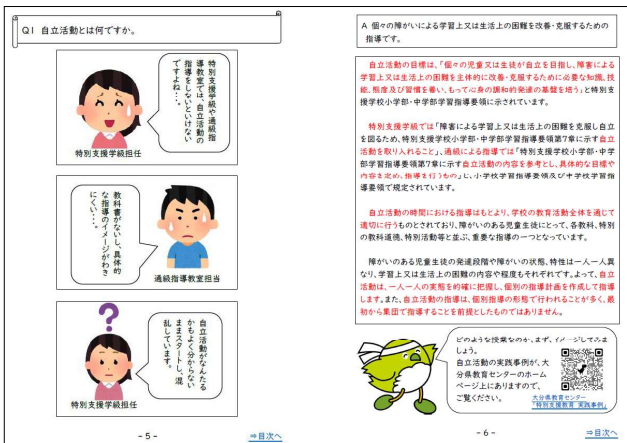 Q1 自立活動とは何ですか。
特別支援学級や通級指
導教室では、自立活動の
指導をしないといけない
ですよね・・・。
特別支援学級担任
教科書がないし、具体的
な指導のイメージがわき
にくい・・・。
通級指導教室担当
自立活動がなんたる
かもよく分からない
ままスタートし、混
乱しています。
特別支援学級担任
- 5 -
⇒目次へ
A 個々の障がいによる学習上又は生活上の困難を改善・克服するための
指導です。
自立活動の目標は、「個々の児童又は生徒が自立を目指し、障害による
学習上又は生活上の困難を主体的に改善・克服するために必要な知識、技
能、態度及び習慣を養い、もって心身の調和的発達の基盤を培う」と特別支
援学校小学部・中学部学習指導要領に示されています。
特別支援学級では「障害による学習上又は生活上の困難を克服し自立
を図るため、特別支援学校小学部・中学部学習指導要領第7章に示す自立
活動を取り入れること」、通級による指導では「特別支援学校小学部・中学
部学習指導要領第7章に示す自立活動の内容を参考とし、具体的な目標や
内容を定め、指導を行うもの」と、小学校学習指導要領及び中学校学習指
導要領で規定されています。
自立活動の時間における指導はもとより、学校の教育活動全体を通じて
適切に行うものとされており、障がいのある児童生徒にとって、各教科、特別
の教科道徳、特別活動等と並ぶ、重要な指導の一つとなっています。
障がいのある児童生徒の発達段階や障がいの状態、特性は一人一人異
なり、学習上又は生活上の困難の内容や程度もそれぞれです。よって、自立
活動は、一人一人の実態を的確に把握し、個別の指導計画を作成して指導
します。また、自立活動の指導は、個別指導の形態で行われることが多く、最
初から集団で指導することを前提としたものではありません。
どのような授業なのか、まず、イメージしてみま
しょう。
自立活動の実践事例が、大
分県教育センターのホーム
ページ上にありますので、
ご覧ください。
大分県教育センター
「特別支援教育 実践事例」
- 6 -
⇒目次へ